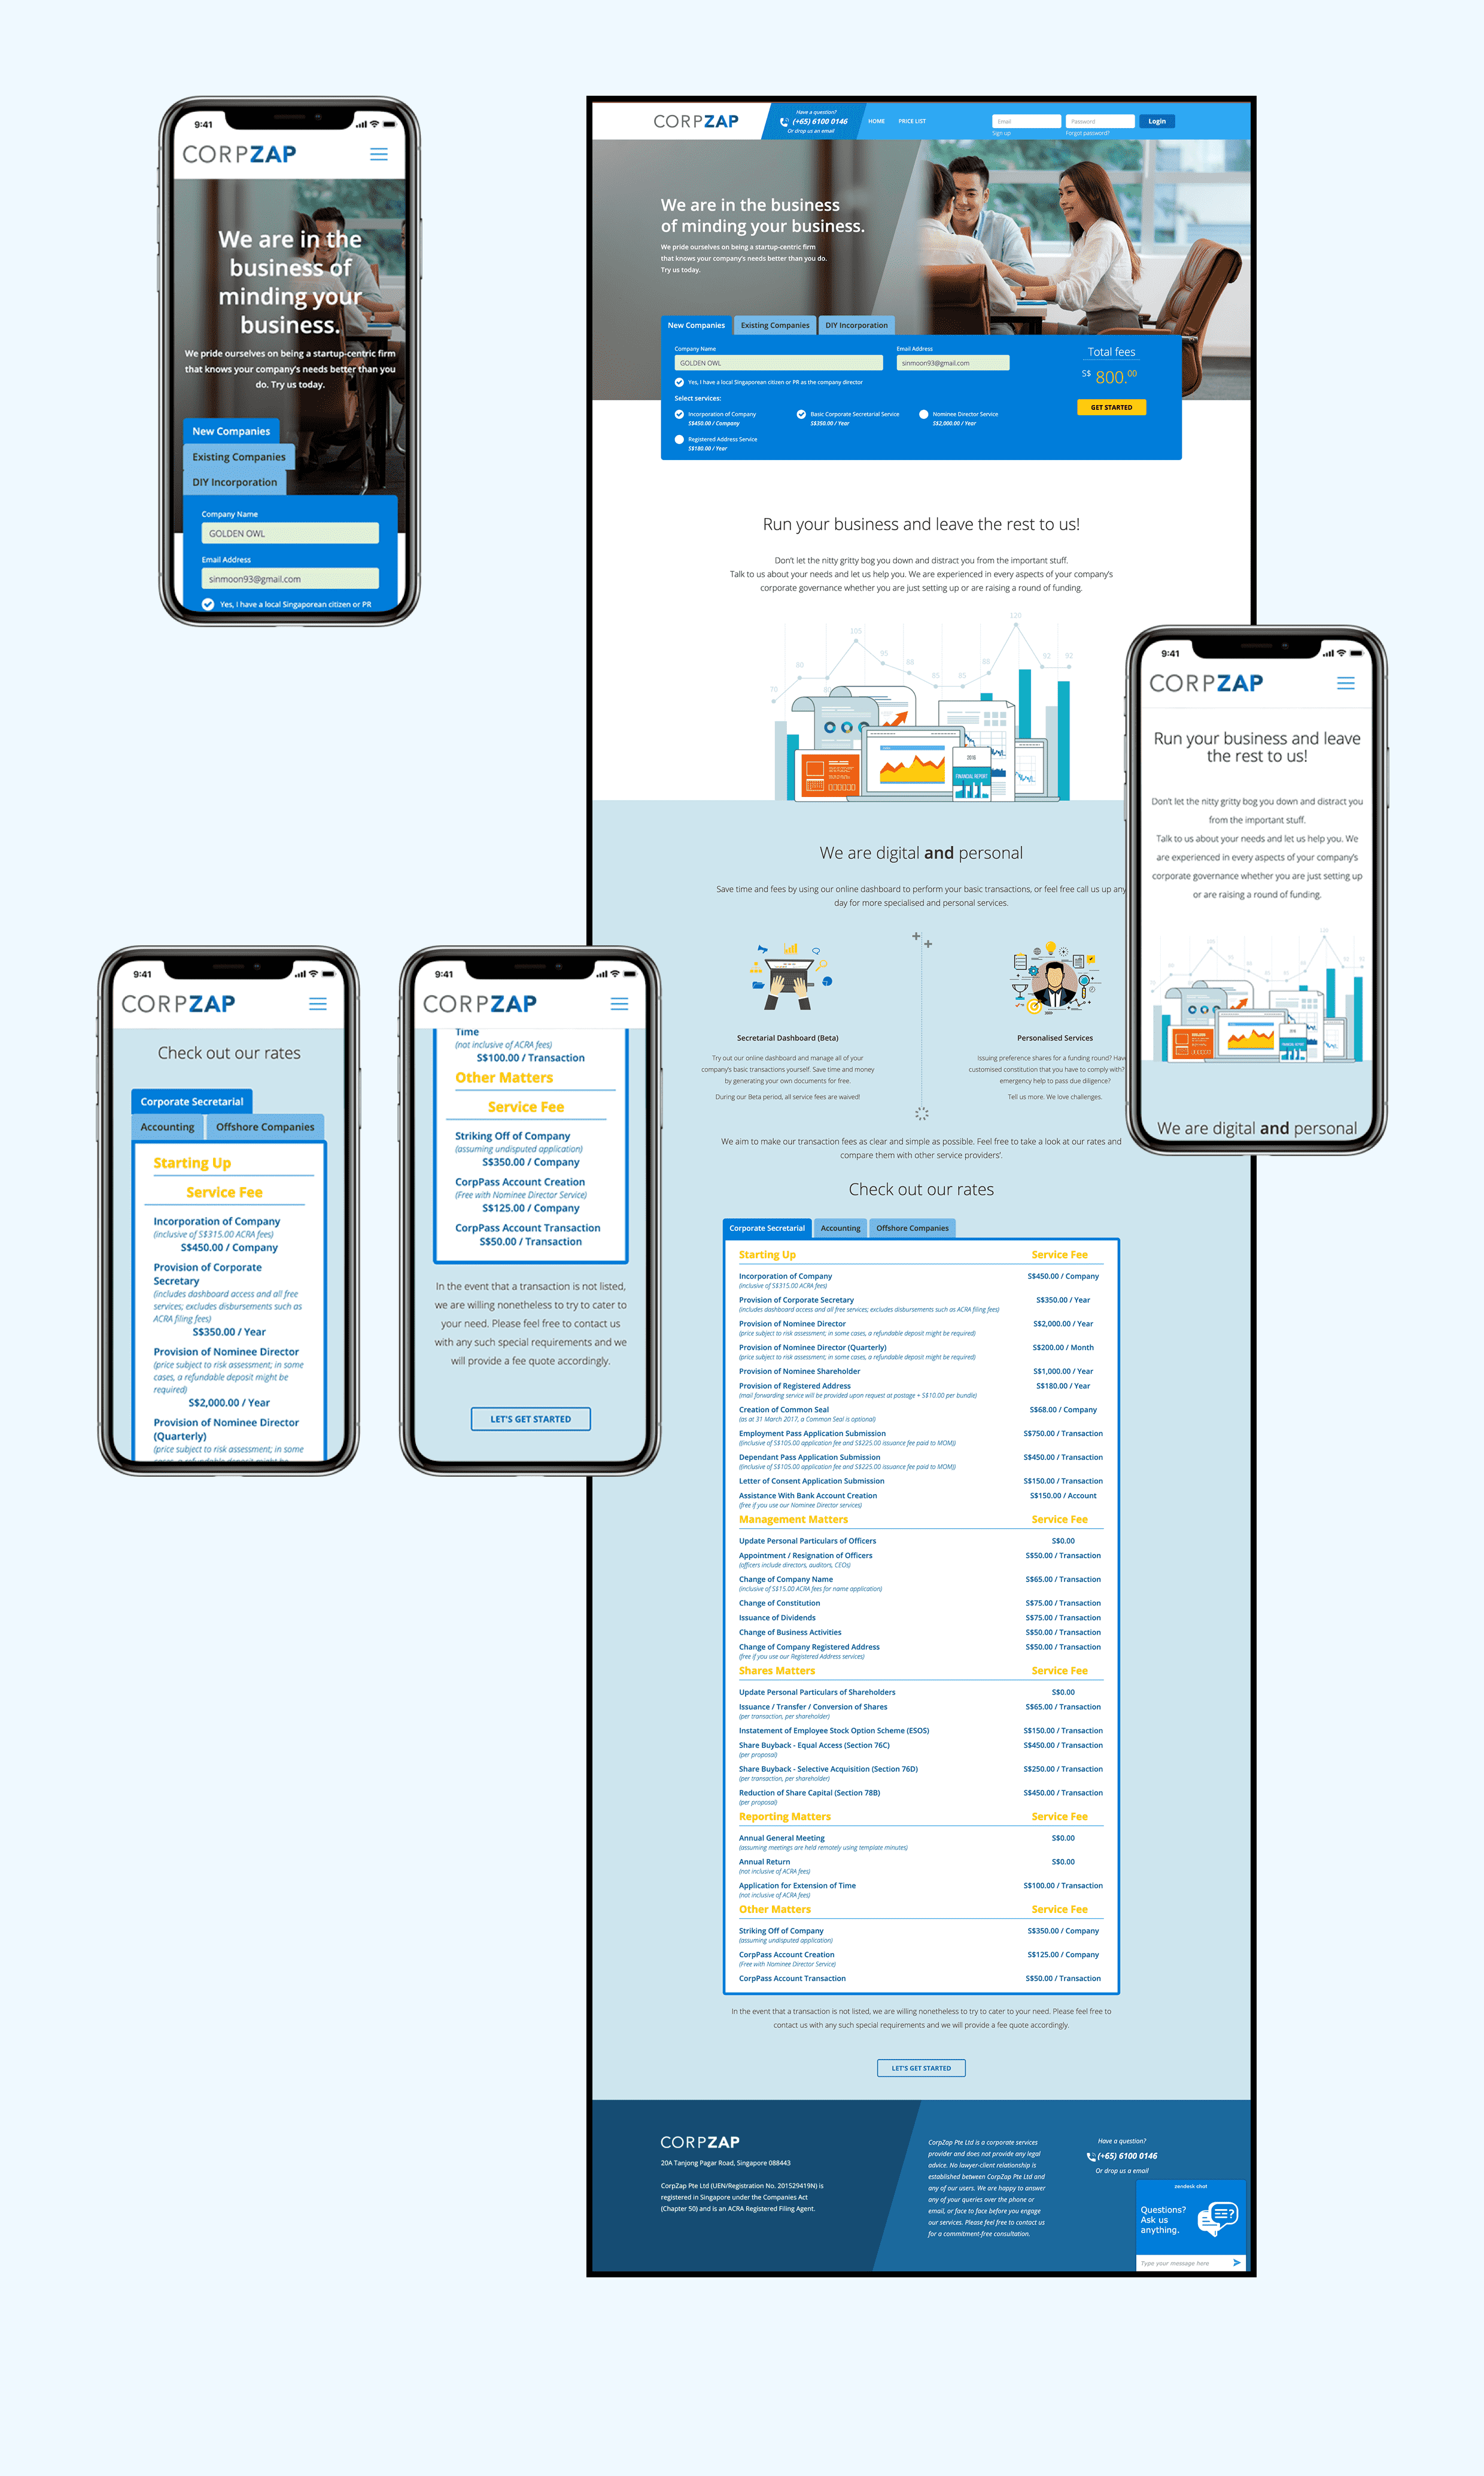 9:41
CORPZAP
We are in the
business of
minding your
business.
We pride ourselves on being a startup-centric firm
that knows your company's needs better than you
do. Try us today.
New Companies
Existing Companies
DIY Incorporation
Company Name
GOLDEN OWL
Email Address
sinmoon93@gmail.com
Yes, I have a local Singaporean citizen or PR
CORPZAP
Have a question?
(+65) 6100 0146
Or drop us an email
HOME
PRICE LIST
Email
Password
Login
Sign up
Forgot password?
We are in the business
of minding your business.
We pride ourselves on being a startup-centric firm
that knows your company's needs better than you do.
Try us today.
New Companies
Existing Companies
DIY Incorporation
Company Name
Email Address
GOLDEN OWL
sinmoon93@gmail.com
Yes, I have a local Singaporean citizen or PR as the company director
Select services:
Incorporation of Company
S$450.00 / Company
Basic Corporate Secretarial Service
S$350.00 / Year
Nominee Director Service
S$2,000.00 / Year
Registered Address Service
S$180.00 / Year
Total fees
S$ 800.00
GET STARTED
Run your business and leave the rest to us!
Don't let the nitty gritty bog you down and distract you from the important stuff.
Talk to us about your needs and let us help you. We are experienced in every aspects of your company's
corporate governance whether you are just setting up or are raising a round of funding.
70
80
105
95
88
85
85
88
120
92
92
2016
FINANCIAL REPORT
We are digital and personal
Save time and fees by using our online dashboard to perform your basic transactions, or feel free call us up any
day for more specialised and personal services.
Secretarial Dashboard (Beta)
Try out our online dashboard and manage all of your
company's basic transactions yourself. Save time and money
by generating your own documents for free.
During our Beta period, all service fees are waived!
Personalised Services
Issuing preference shares for a funding round? Have
customised constitution that you have to comply with?
emergency help to pass due diligence?
Tell us more. We love challenges.
We aim to make our transaction fees as clear and simple as possible. Feel free to take a look at our rates and
compare them with other service providers'.
Check out our rates
Corporate Secretarial
Accounting
Offshore Companies
Starting Up Service Fee
Incorporation of Company S$450.00 / Company
(inclusive of S$315.00 ACRA fees)
Provision of Corporate Secretary S$350.00 / Year
(includes dashboard access and all free services; excludes disbursements such as ACRA filing fees)
Provision of Nominee Director S$2,000.00 / Year
(price subject to risk assessment; in some cases, a refundable deposit might be required)
Provision of Nominee Director (Quarterly) S$200.00 / Month
(price subject to risk assessment; in some cases, a refundable deposit might be required)
Provision of Nominee Shareholder S$1,000.00 / Year
Provision of Registered Address S$180.00 / Year
(mail forwarding service will be provided upon request at postage + S$10.00 per bundle)
Creation of Common Seal S$68.00 / Company
(as at 31 March 2017, a Common Seal is optional)
Employment Pass Application Submission S$750.00 / Transaction
((inclusive of S$105.00 application fee and S$225.00 issuance fee paid to MOM))
Dependant Pass Application Submission S$450.00 / Transaction
((inclusive of S$105.00 application fee and S$225.00 issuance fee paid to MOM))
Letter of Consent Application Submission S$150.00 / Transaction
Assistance With Bank Account Creation S$150.00 / Account
(free if you use our Nominee Director services)
Management Matters Service Fee
Update Personal Particulars of Officers S$0.00
Appointment / Resignation of Officers S$50.00 / Transaction
(officers include directors, auditors, CEOs)
Change of Company Name S$65.00 / Transaction
(inclusive of S$15.00 ACRA fees for name application)
Change of Constitution S$75.00 / Transaction
Issuance of Dividends S$75.00 / Transaction
Change of Business Activities S$50.00 / Transaction
Change of Company Registered Address S$50.00 / Transaction
(free if you use our Registered Address services)
Shares Matters Service Fee
Update Personal Particulars of Shareholders S$0.00
Issuance / Transfer / Conversion of Shares S$65.00 / Transaction
(per transaction, per shareholder)
Instatement of Employee Stock Option Scheme (ESOS) S$150.00 / Transaction
Share Buyback - Equal Access (Section 76C) S$450.00 / Transaction
(per proposal)
Share Buyback - Selective Acquisition (Section 76D) S$250.00 / Transaction
(per transaction, per shareholder)
Reduction of Share Capital (Section 78B) S$450.00 / Transaction
(per proposal)
Reporting Matters Service Fee
Annual General Meeting S$0.00
(assuming meetings are held remotely using template minutes)
Annual Return S$0.00
(not inclusive of ACRA fees)
Application for Extension of Time S$100.00 / Transaction
(not inclusive of ACRA fees)
Other Matters Service Fee
Striking Off of Company S$350.00 / Company
(assuming undisputed application)
CorpPass Account Creation S$125.00 / Company
(Free with Nominee Director Service)
CorpPass Account Transaction S$50.00 / Transaction
In the event that a transaction is not listed, we are willing nonetheless to try to cater to your need. Please feel free to
contact us with any such special requirements and we will provide a fee quote accordingly.
LET'S GET STARTED
CORPZAP
20A Tanjong Pagar Road, Singapore 088443
CorpZap Pte Ltd (UEN/Registration No. 201529419N) is
registered in Singapore under the Companies Act
(Chapter 50) and is an ACRA Registered Filing Agent.
CorpZap Pte Ltd is a corporate services
provider and does not provide any legal
advice. No lawyer-client relationship is
established between CorpZap Pte Ltd and
any of our users. We are happy to answer
any of your queries over the phone or
email, or face to face before you engage
our services. Please feel free to contact us
for a commitment-free consultation.
Have a question?
(+65) 6100 0146
Or drop us a email
zendesk chat
Questions?
Ask us
anything.
Type your message here
9:41
CORPZAP
Run your business and leave
the rest to us!
Don't let the nitty gritty bog you down and distract you
from the important stuff.
Talk to us about your needs and let us help you. We
are experienced in every aspects of your company's
corporate governance whether you are just setting up
or are raising a round of funding.
We are digital and personal
9:41
CORPZAP
Check out our rates
Corporate Secretarial
Accounting
Offshore Companies
Starting Up
Service Fee
Incorporation of Company
(inclusive of S$315.00 ACRA fees)
S$450.00 / Company
Provision of Corporate
Secretary
(includes dashboard access and all free
services; excludes disbursements such as
ACRA filing fees)
S$350.00 / Year
Provision of Nominee Director
(price subject to risk assessment; in some
cases, a refundable deposit might be
required)
S$2,000.00 / Year
Provision of Nominee Director
(Quarterly)
(price subject to risk assessment; in some
cases, a refundable deposit might be
9:41
CORPZAP
Time
(not inclusive of ACRA fees)
S$100.00 / Transaction
Other Matters
Service Fee
Striking Off of Company
(assuming undisputed application)
S$350.00 / Company
CorpPass Account Creation
(Free with Nominee Director Service)
S$125.00 / Company
CorpPass Account Transaction
S$50.00 / Transaction
In the event that a transaction is not listed,
we are willing nonetheless to try to cater to
your need. Please feel free to contact us
with any such special requirements and we
will provide a fee quote accordingly.
LET'S GET STARTED